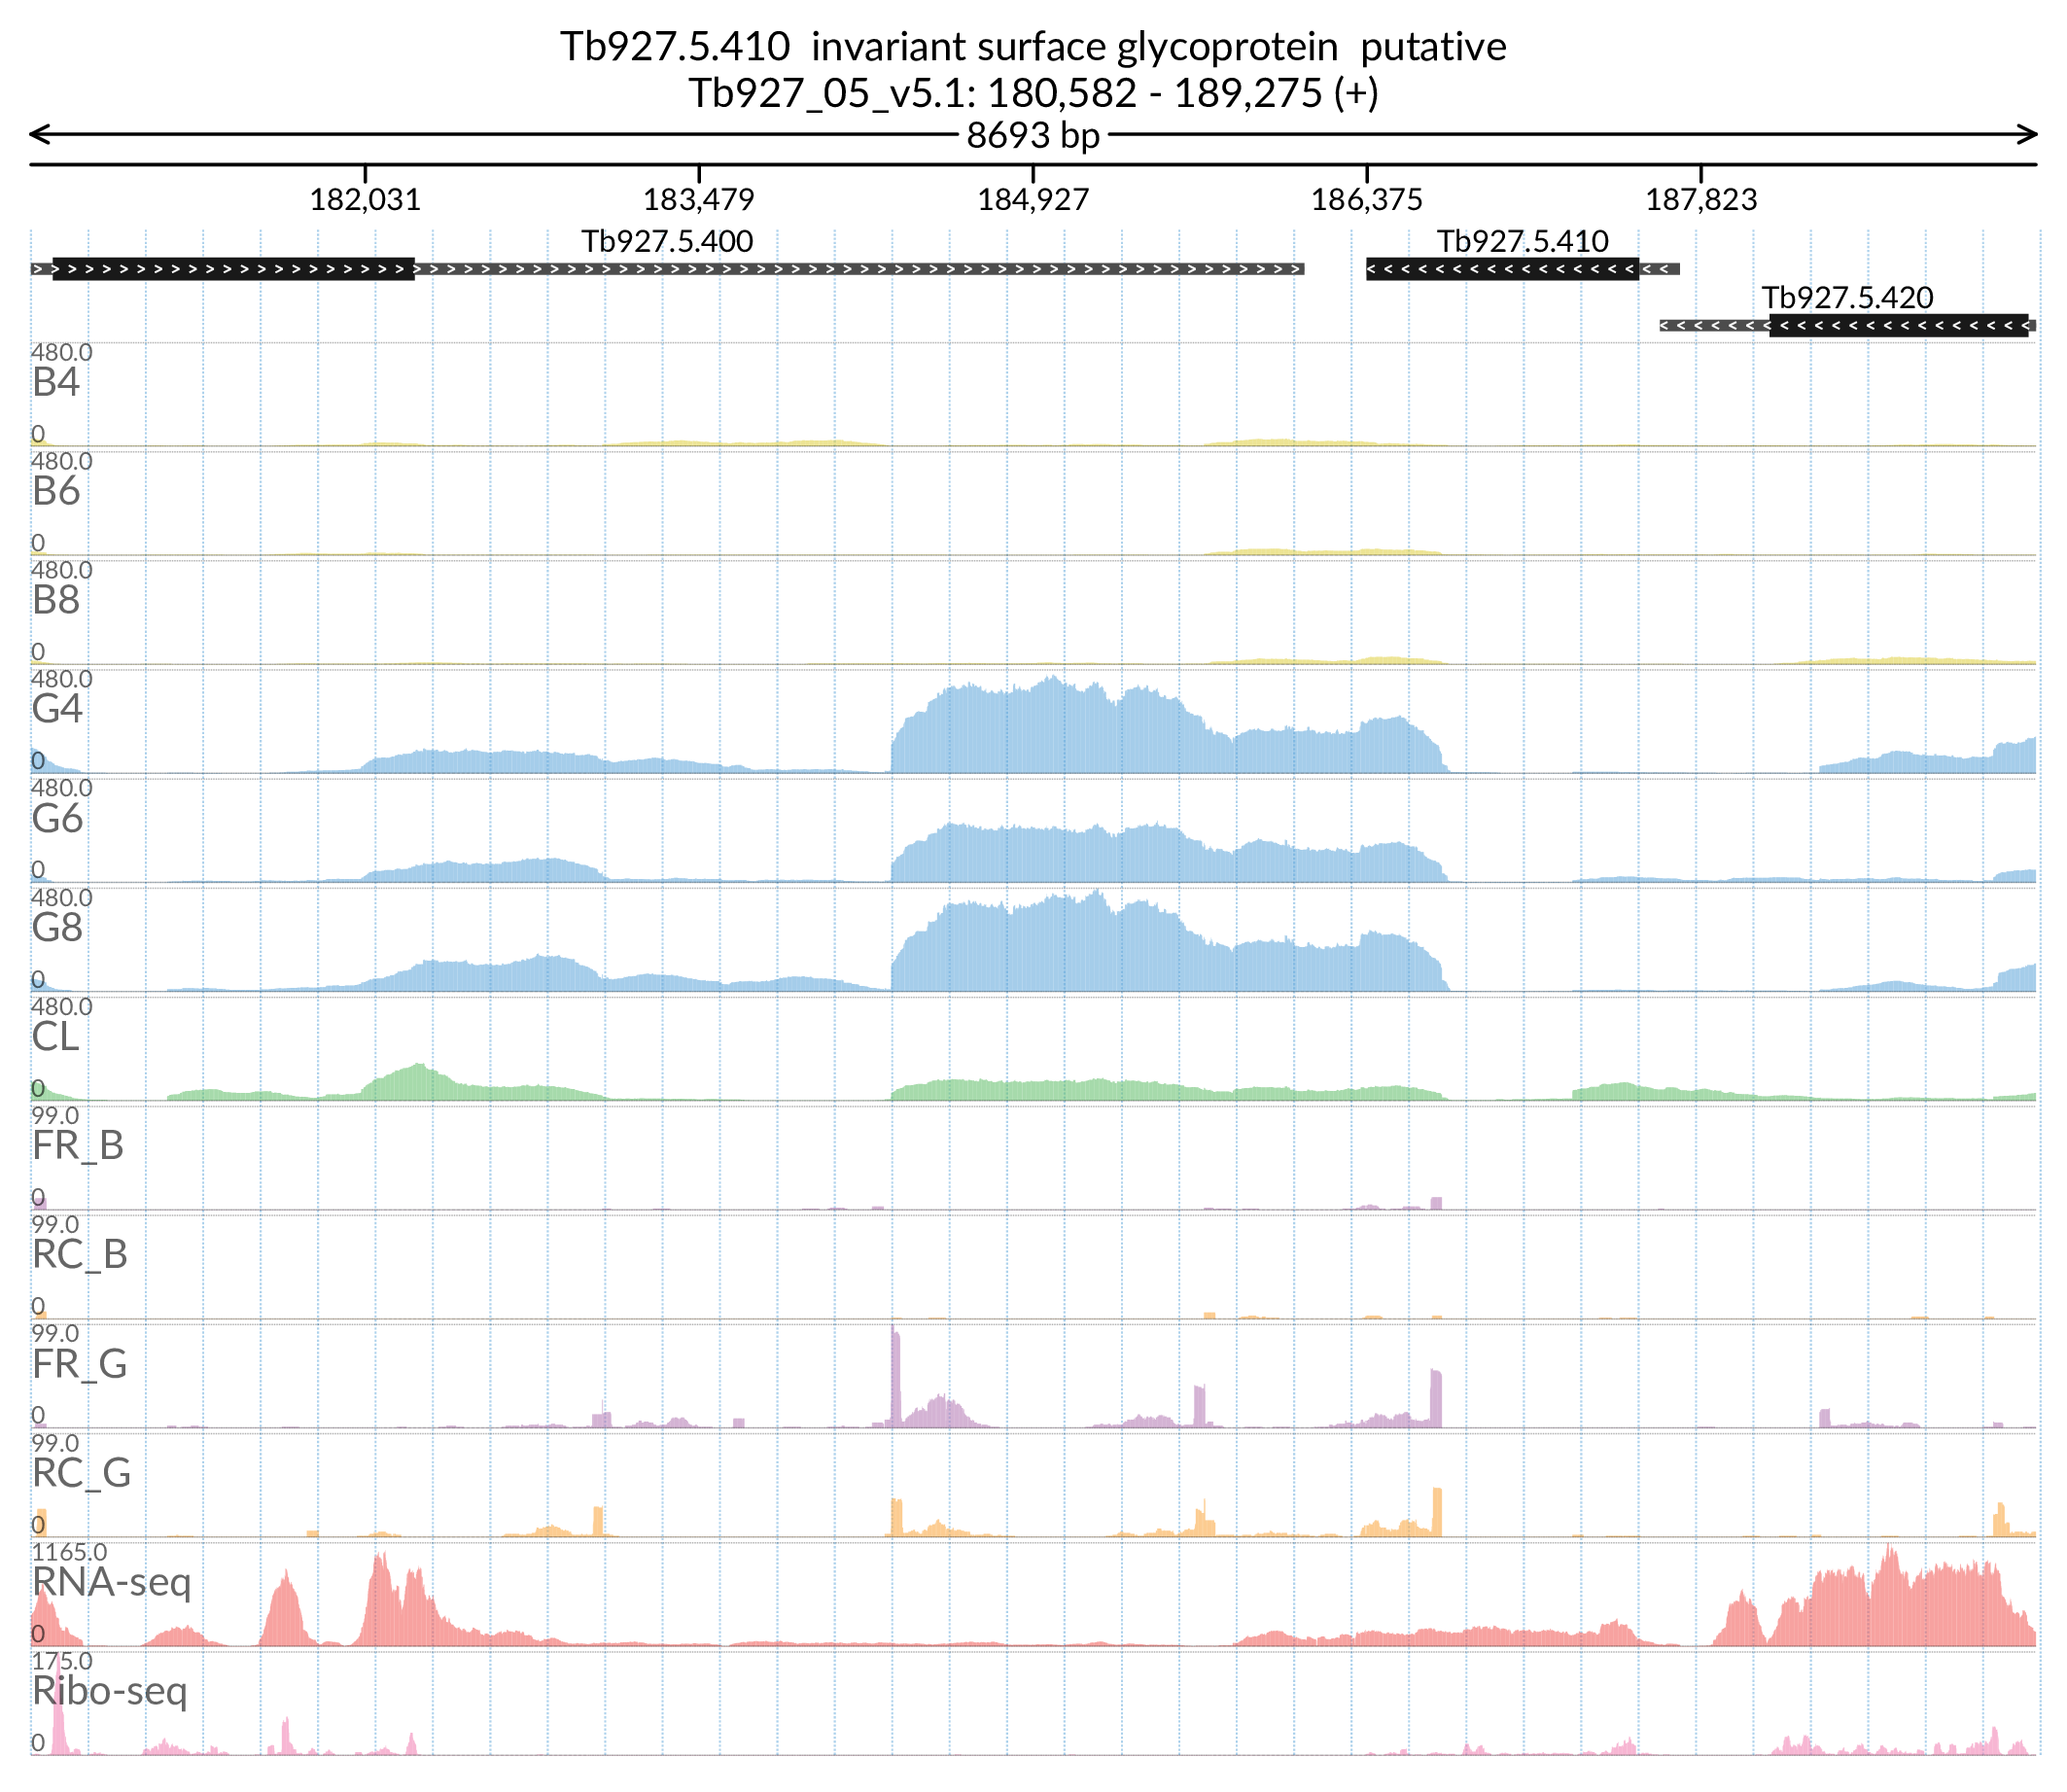 Tb927.5.410 invariant surface glycoprotein putative
Tb927_05_v5.1: 180,582 - 189,275 (+)
8693 bp
182,031 183,479 184,927 186,375 187,823
Tb927.5.400 Tb927.5.410
Tb927.5.420
480.0
B4
0
480.0
B6
0
480.0
B8
0
480.0
G4
0
480.0
G6
0
480.0
G8
0
480.0
CL
0
99.0
FR_B
0
99.0
RC_B
0
99.0
FR_G
0
99.0
RC_G
0
1165.0
RNA-seq
0
175.0
Ribo-seq
0